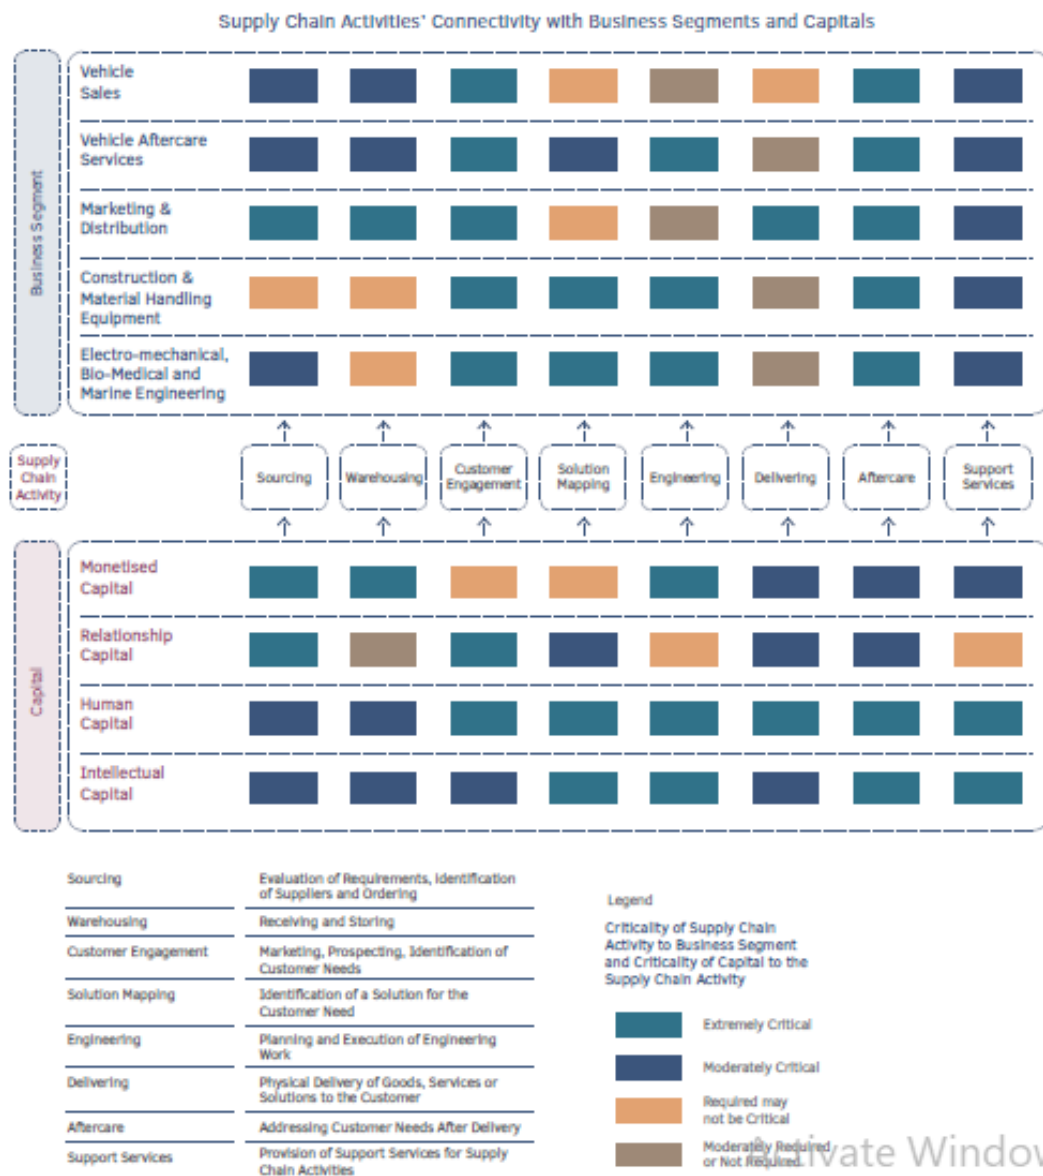 Supply Chain Activities' Connectivity with Business Segments and Capitals
Business Segment
Vehicle
Sales
Vehicle Aftercare
Services
Marketing &
Distribution
Construction &
Material Handling
Equipment
Electro-mechanical,
Bio-Medical and
Marine Engineering
Supply
Chain
Activity
Sourcing
Warehousing
Customer
Engagement
Solution
Mapping
Engineering
Delivering
Aftercare
Support
Services
Capital
Monetised
Capital
Relationship
Capital
Human
Capital
Intellectual
Capital
Sourcing
Evaluation of Requirements, Identification
of Suppliers and Ordering
Warehousing
Receiving and Storing
Customer Engagement
Marketing, Prospecting, Identification of
Customer Needs
Solution Mapping
Identification of a Solution for the
Customer Need
Engineering
Planning and Execution of Engineering
Work
Delivering
Physical Delivery of Goods, Services or
Solutions to the Customer
Aftercare
Addressing Customer Needs After Delivery
Support Services
Provision of Support Services for Supply
Chain Activities
Legend
Criticality of Supply Chain
Activity to Business Segment
and Criticality of Capital to the
Supply Chain Activity
Extremely Critical
Moderately Critical
Required may
not be Critical
Moderately Required
or Not Required
Activate Window